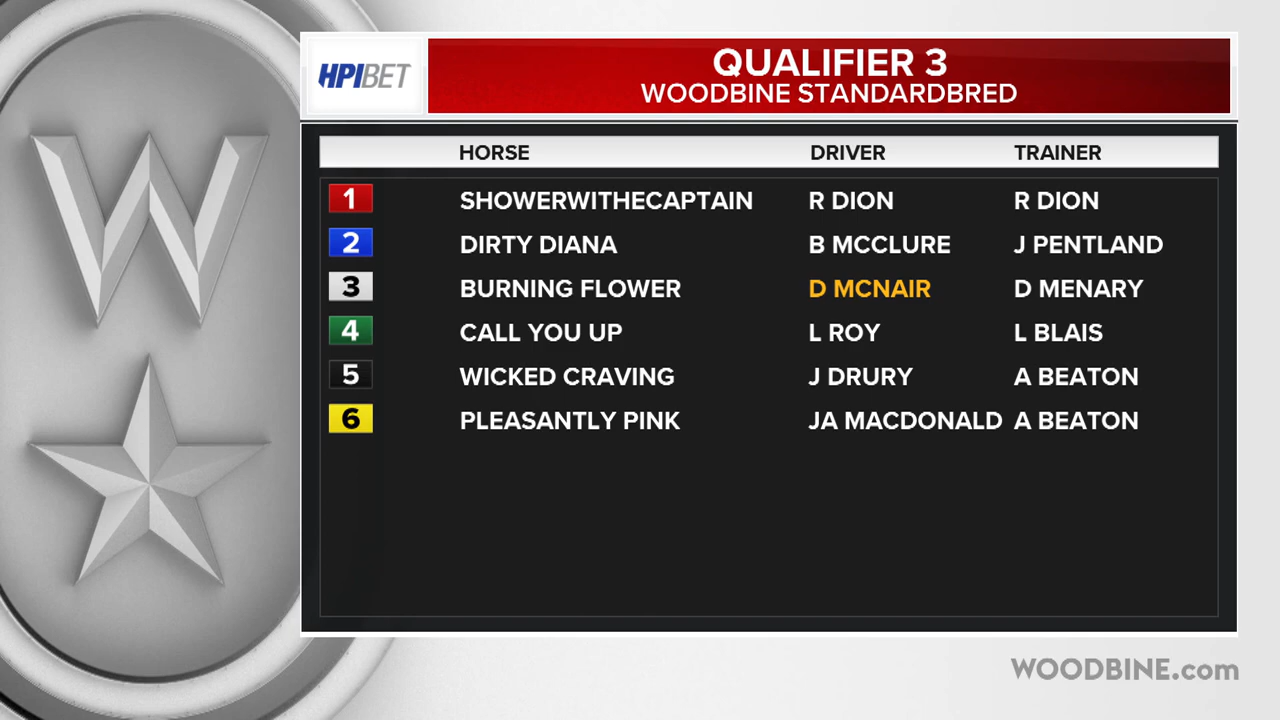 W
HPIBET
QUALIFIER 3
WOODBINE STANDARDBRED
HORSE DRIVER TRAINER
1 SHOWERWITHECAPTAIN R DION R DION
2 DIRTY DIANA B MCCLURE J PENTLAND
3 BURNING FLOWER D MCNAIR D MENARY
4 CALL YOU UP L ROY L BLAIS
5 WICKED CRAVING J DRURY A BEATON
6 PLEASANTLY PINK JA MACDONALD A BEATON
WOODBINE.com